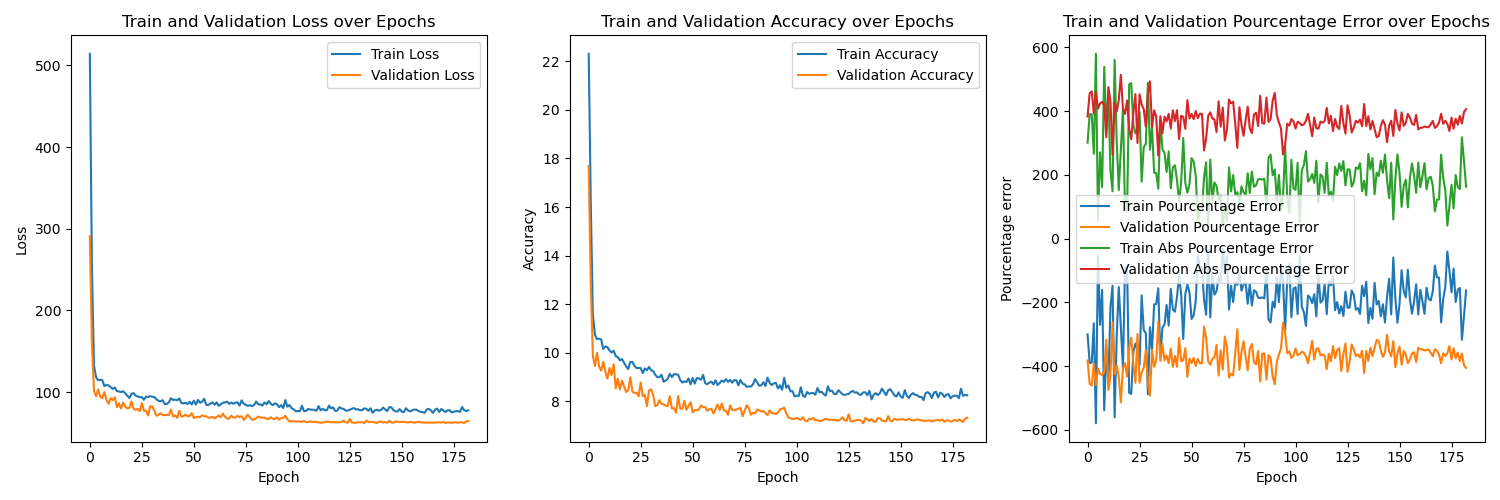 Train and Validation Loss over Epochs
Train Loss
Validation Loss
500
400
300
200
100
Loss
0
25
50
75
100
125
150
175
Epoch
Train and Validation Accuracy over Epochs
Train Accuracy
Validation Accuracy
22
20
18
16
14
12
10
8
Accuracy
0
25
50
75
100
125
150
175
Epoch
Train and Validation Pourcentage Error over Epochs
600
400
200
0
−200
−400
−600
Pourcentage error
Train Pourcentage Error
Validation Pourcentage Error
Train Abs Pourcentage Error
Validation Abs Pourcentage Error
0
25
50
75
100
125
150
175
Epoch